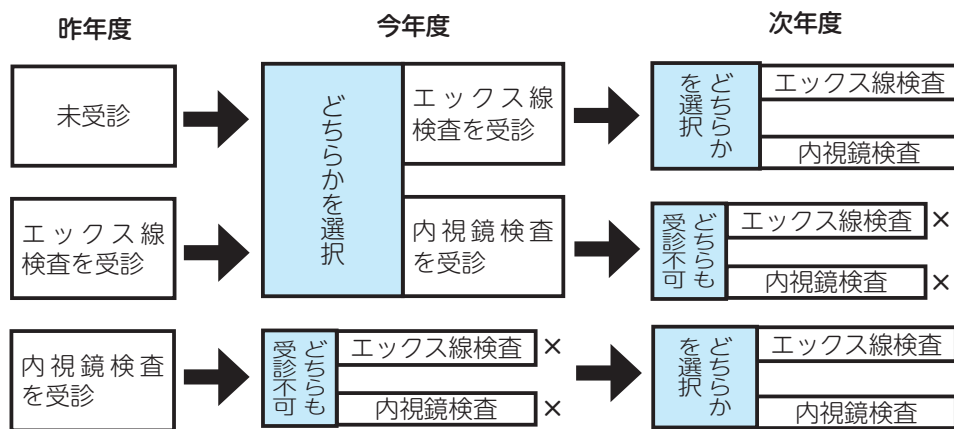 昨年度
今年度
次年度
未受診
どちらかを選択
エックス線
検査を受診
どちらか
を選択
エックス線検査
内視鏡検査
エックス線
検査を受診
内視鏡検査
を受診
どちらも
受診不可
エックス線検査 ×
内視鏡検査 ×
内視鏡検査
を受診
どちらも
受診不可
エックス線検査 ×
内視鏡検査 ×
どちらか
を選択
エックス線検査
内視鏡検査